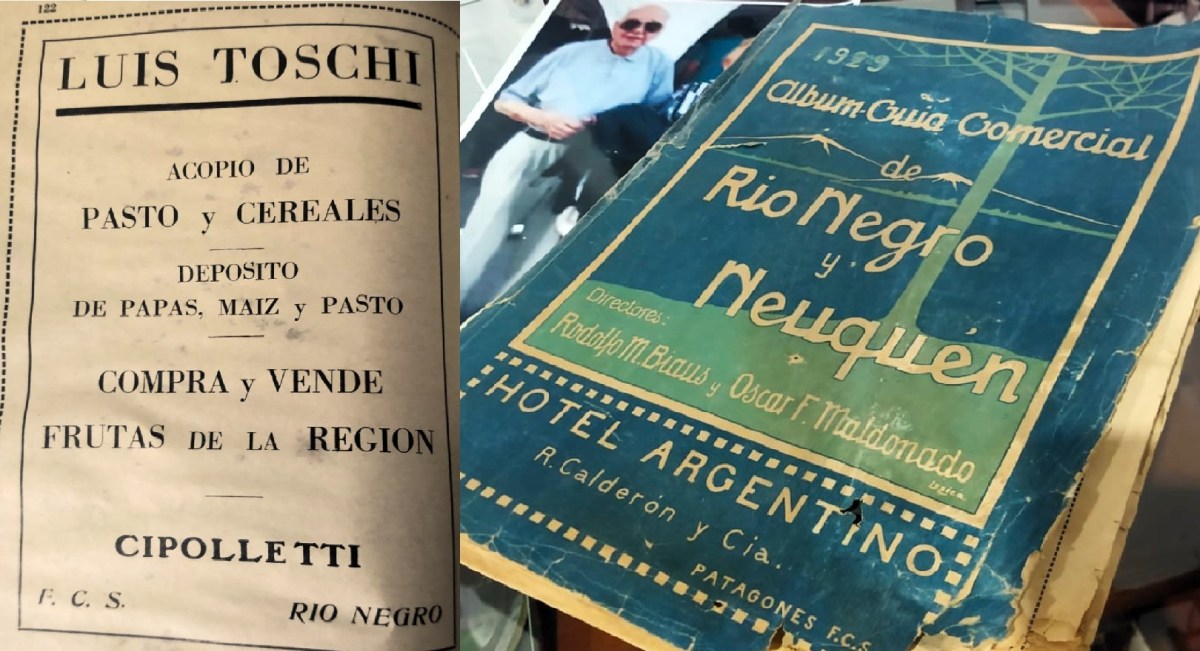 122
LUIS TOSCHI
ACOPIO DE
PASTO y CEREALES
DEPOSITO
DE PAPAS, MAIZ y PASTO
COMPRA y VENDE
FRUTAS DE LA REGION
CIPOLLETTI
F. C. S. RIO NEGRO
1929
Album-Guia Comercial
de
Rio Negro
y
Neuquén
Directores:
Rodolfo M. Biaus y Oscar F. Maldonado
HOTEL ARGENTINO
R. Calderón y Cia.
PATAGONES F.C.S.